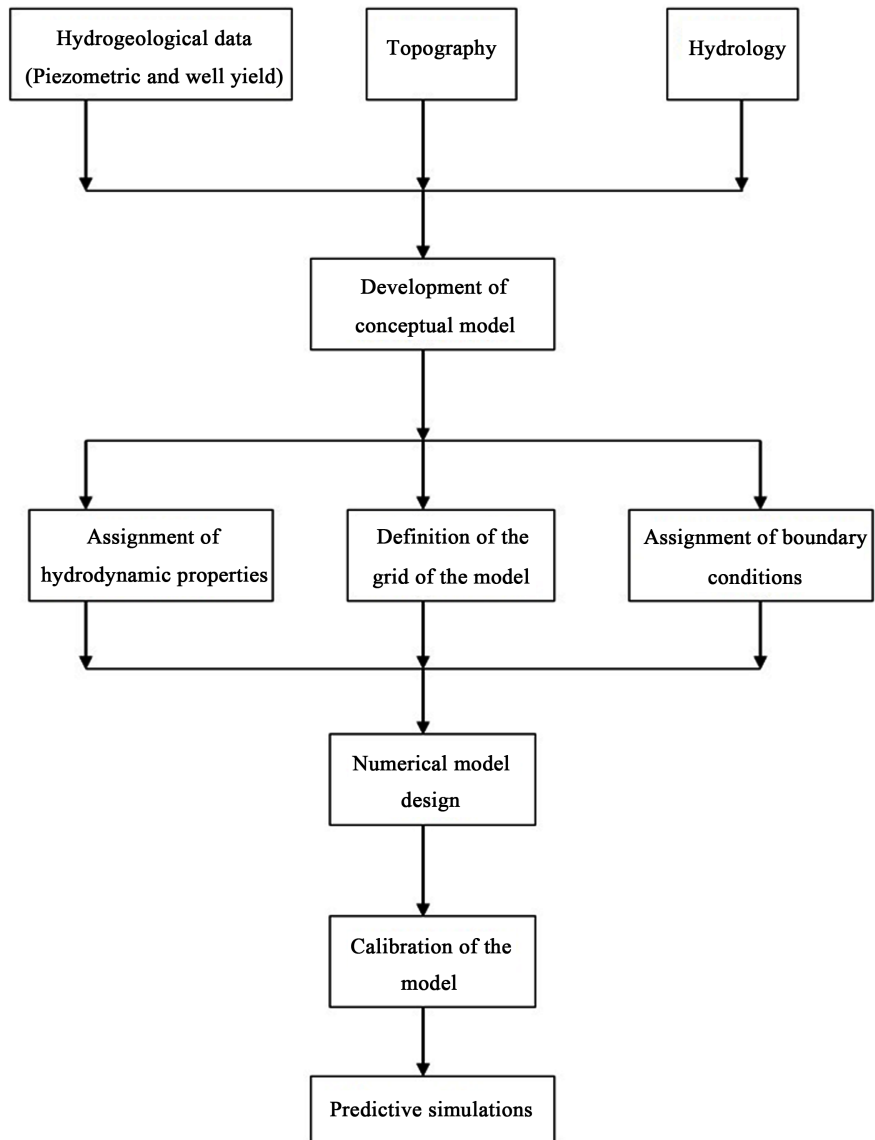 Hydrogeological data
(Piezometric and well yield)
Topography
Hydrology
Development of
conceptual model
Assignment of
hydrodynamic properties
Definition of the
grid of the model
Assignment of boundary
conditions
Numerical model
design
Calibration of the
model
Predictive simulations